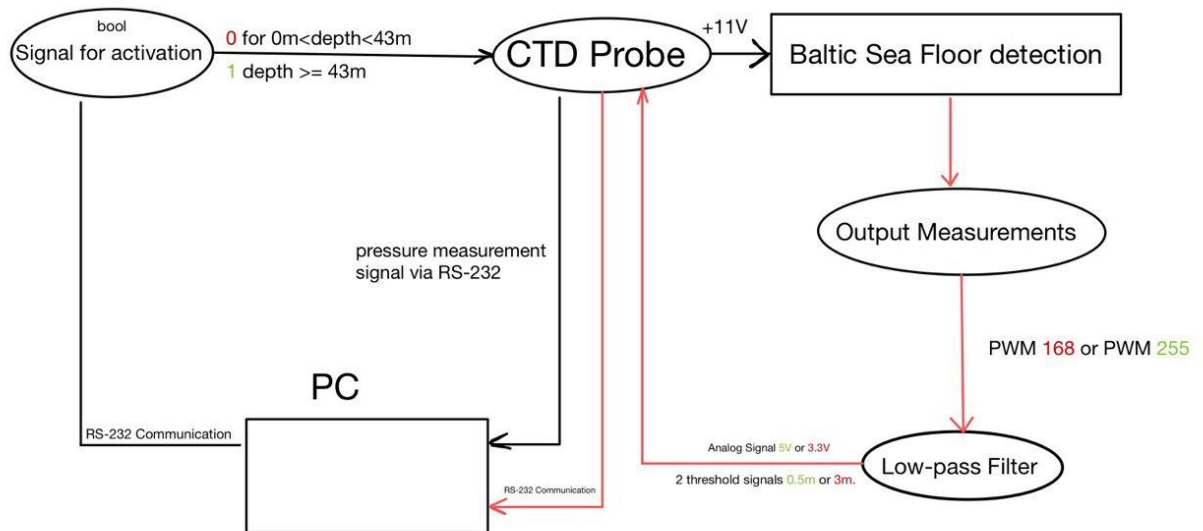 bool
Signal for activation
0 for 0m<depth<43m
1 depth >= 43m
CTD Probe
+11V
Baltic Sea Floor detection
Output Measurements
pressure measurement
signal via RS-232
PWM 168 or PWM 255
PC
RS-232 Communication
Analog Signal 5V or 3.3V
2 threshold signals 0.5m or 3m.
Low-pass Filter
RS-232 Communication